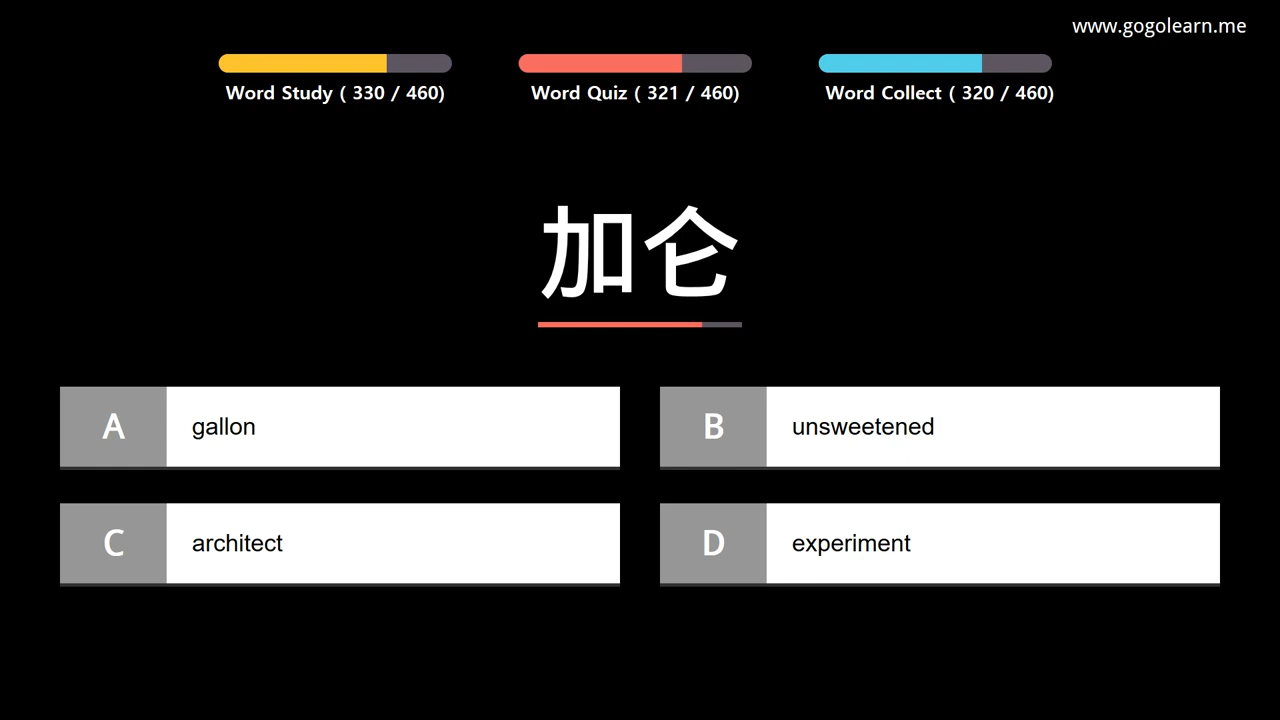 www.gogolearn.me
Word Study ( 330 / 460)
Word Quiz ( 321 / 460)
Word Collect ( 320 / 460)
加仑
A gallon
B unsweetened
C architect
D experiment